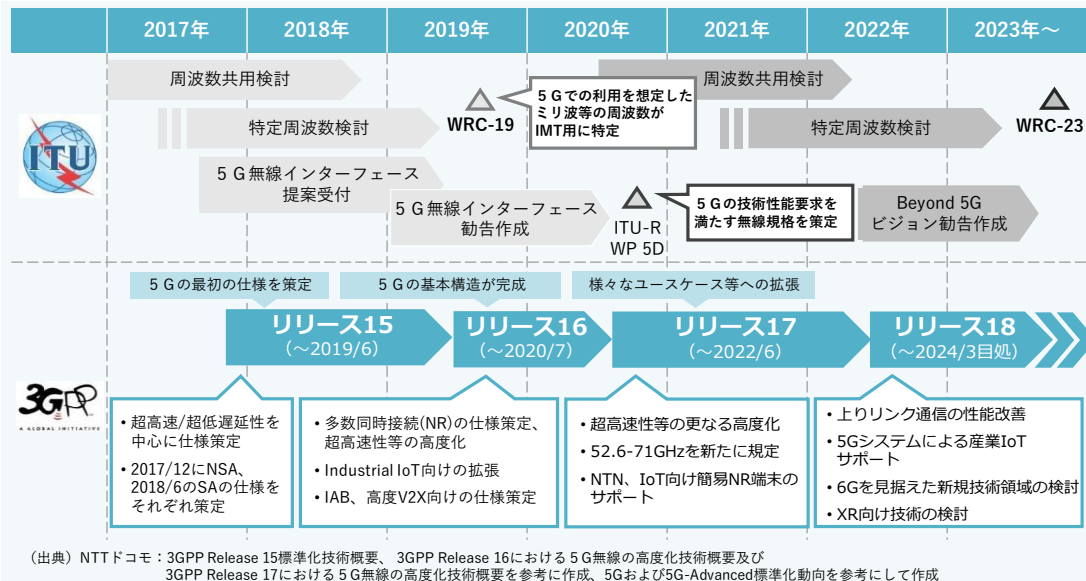 2017年 2018年 2019年 2020年 2021年 2022年 2023年~
ITU
周波数共用検討
特定周波数検討
5G無線インターフェース
提案受付
5G無線インターフェース
勧告作成
WRC-19
5Gでの利用を想定した
ミリ波等の周波数が
IMT用に特定
周波数共用検討
特定周波数検討
WRC-23
ITU-R
WP 5D
5Gの技術性能要求を
満たす無線規格を策定
Beyond 5G
ビジョン勧告作成
3GPP
A GLOBAL INITIATIVE
5Gの最初の仕様を策定
5Gの基本構造が完成
様々なユースケース等への拡張
リリース15
(~2019/6)
リリース16
(~2020/7)
リリース17
(~2022/6)
リリース18
(~2024/3目処)
• 超高速/超低遅延性を
中心に仕様策定
• 2017/12にNSA、
2018/6のSAの仕様を
それぞれ策定
• 多数同時接続(NR)の仕様策定、
超高速性等の高度化
• Industrial IoT向けの拡張
• IAB、高度V2X向けの仕様策定
• 超高速性等の更なる高度化
• 52.6-71GHzを新たに規定
• NTN、IoT向け簡易NR端末の
サポート
• 上りリンク通信の性能改善
• 5Gシステムによる産業IoT
サポート
• 6Gを見据えた新規技術領域の検討
• XR向け技術の検討
(出典)NTTドコモ:3GPP Release 15標準化技術概要、 3GPP Release 16における5G無線の高度化技術概要及び
3GPP Release 17における5G無線の高度化技術概要を参考に作成、5Gおよび5G-Advanced標準化動向を参考にして作成